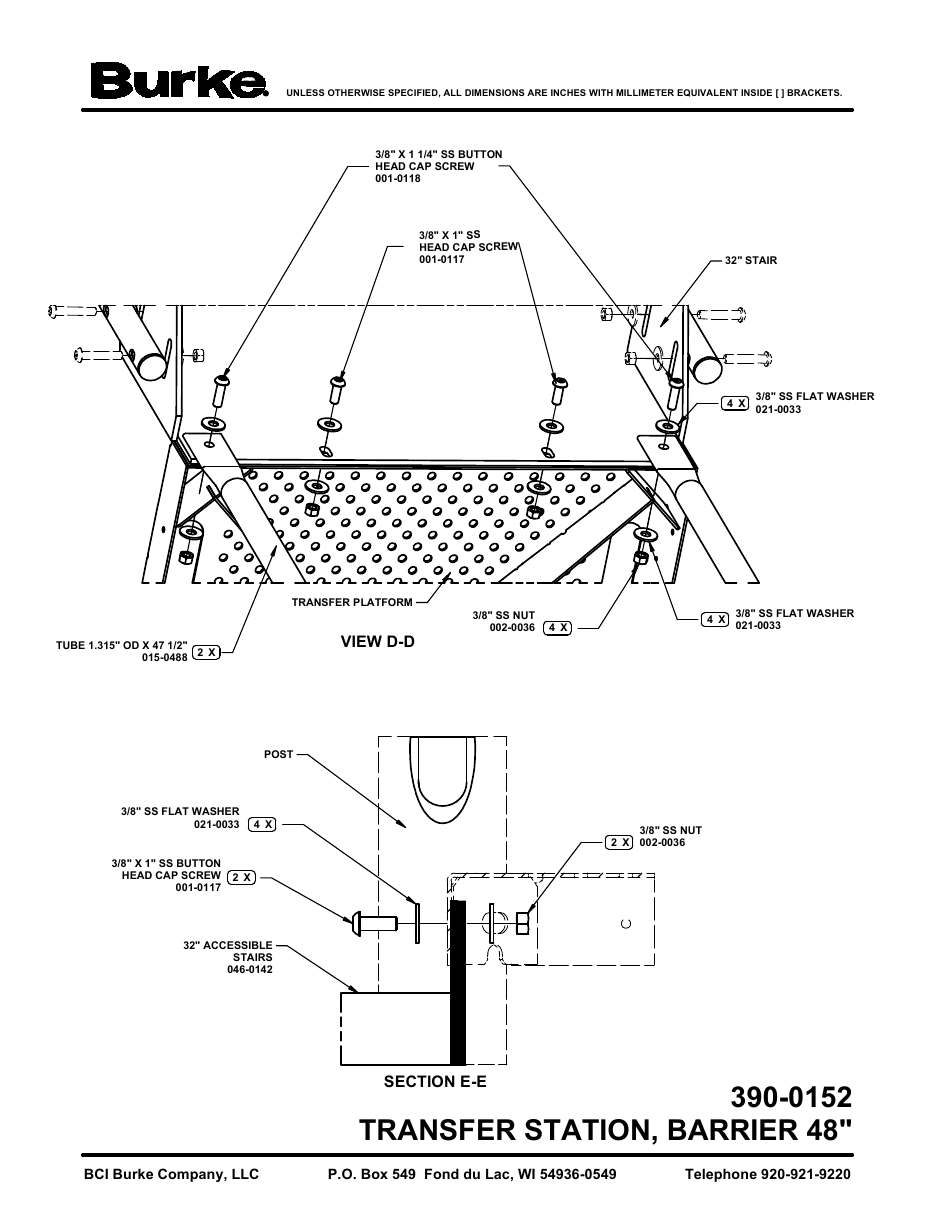 Burke®
UNLESS OTHERWISE SPECIFIED, ALL DIMENSIONS ARE INCHES WITH MILLIMETER EQUIVALENT INSIDE [ ] BRACKETS.
3/8" X 1 1/4" SS BUTTON
HEAD CAP SCREW
001-0118
3/8" X 1" SS
HEAD CAP SCREW
001-0117
32" STAIR
4 X
3/8" SS FLAT WASHER
021-0033
TRANSFER PLATFORM
3/8" SS NUT
002-0036
4 X
4 X
3/8" SS FLAT WASHER
021-0033
TUBE 1.315" OD X 47 1/2"
015-0488
2 X
VIEW D-D
POST
3/8" SS FLAT WASHER
021-0033
4 X
3/8" SS NUT
2 X
002-0036
3/8" X 1" SS BUTTON
HEAD CAP SCREW
001-0117
2 X
32" ACCESSIBLE
STAIRS
046-0142
SECTION E-E
390-0152
TRANSFER STATION, BARRIER 48"
BCI Burke Company, LLC
P.O. Box 549 Fond du Lac, WI 54936-0549
Telephone 920-921-9220